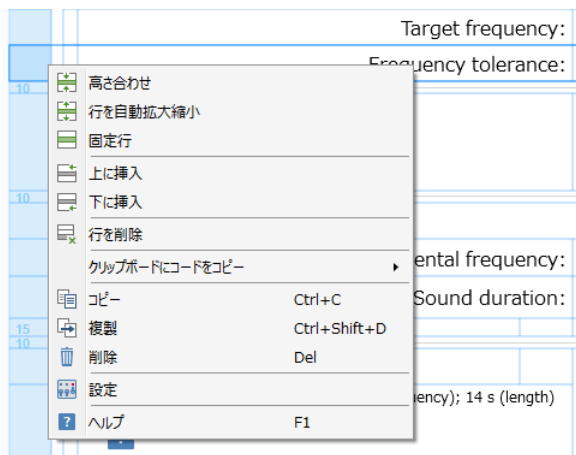 Target frequency:
Frequency tolerance:
10
高さ合わせ
行を自動拡大縮小
固定行
上に挿入
10
下に挿入
行を削除
クリップボードにコードをコピー
ental frequency:
コピー Ctrl+C
Sound duration:
15
複製 Ctrl+Shift+D
10
削除 Del
設定
iency); 14 s (length)
ヘルプ F1